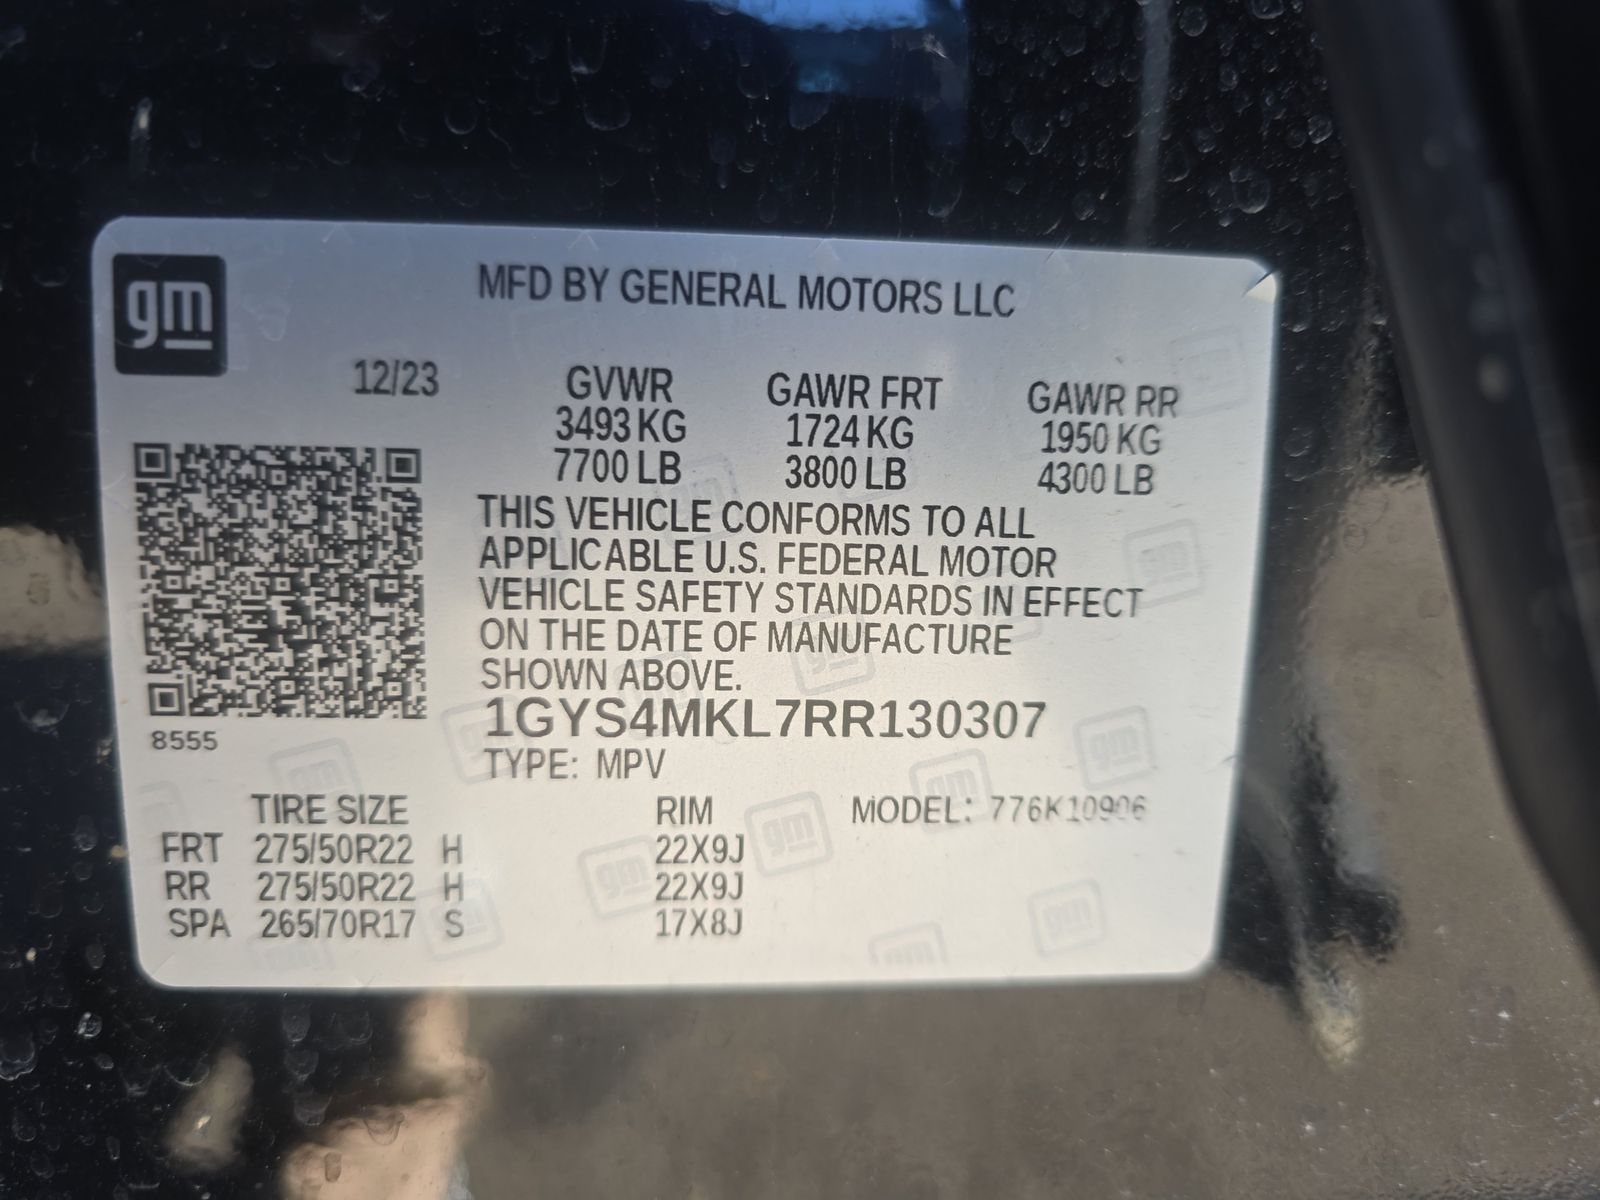 gm
MFD BY GENERAL MOTORS LLC
12/23 GVWR GAWR FRT GAWR RR
3493 KG 1724 KG 1950 KG
7700 LB 3800 LB 4300 LB
THIS VEHICLE CONFORMS TO ALL
APPLICABLE U.S. FEDERAL MOTOR
VEHICLE SAFETY STANDARDS IN EFFECT
ON THE DATE OF MANUFACTURE
SHOWN ABOVE.
1GYS4MKL7RR130307
8555
TYPE: MPV
TIRE SIZE RIM MODEL: 776K10906
FRT 275/50R22 H 22X9J
RR 275/50R22 H 22X9J
SPA 265/70R17 S 17X8J